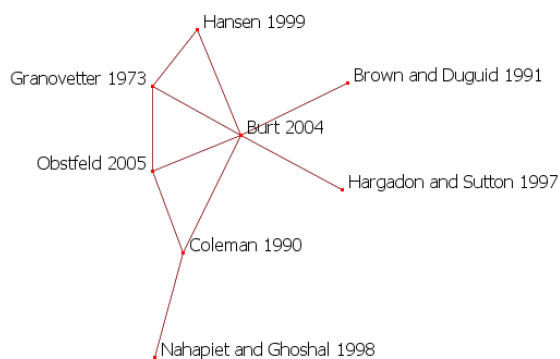 Hansen 1999
Granovetter 1973
Brown and Duguid 1991
Burt 2004
Obstfeld 2005
Hargadon and Sutton 1997
Coleman 1990
Nahapiet and Ghoshal 1998